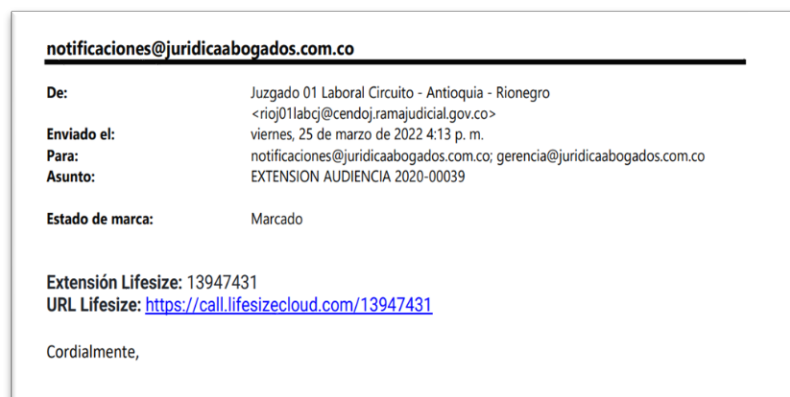 notificaciones@juridicaabogados.com.co
De: Juzgado 01 Laboral Circuito - Antioquia - Rionegro
<rioj01labcj@cendoj.ramajudicial.gov.co>
Enviado el: viernes, 25 de marzo de 2022 4:13 p. m.
Para: notificaciones@juridicaabogados.com.co; gerencia@juridicaabogados.com.co
Asunto: EXTENSION AUDIENCIA 2020-00039
Estado de marca: Marcado
Extensión Lifesize: 13947431
URL Lifesize: https://call.lifesizecloud.com/13947431
Cordialmente,